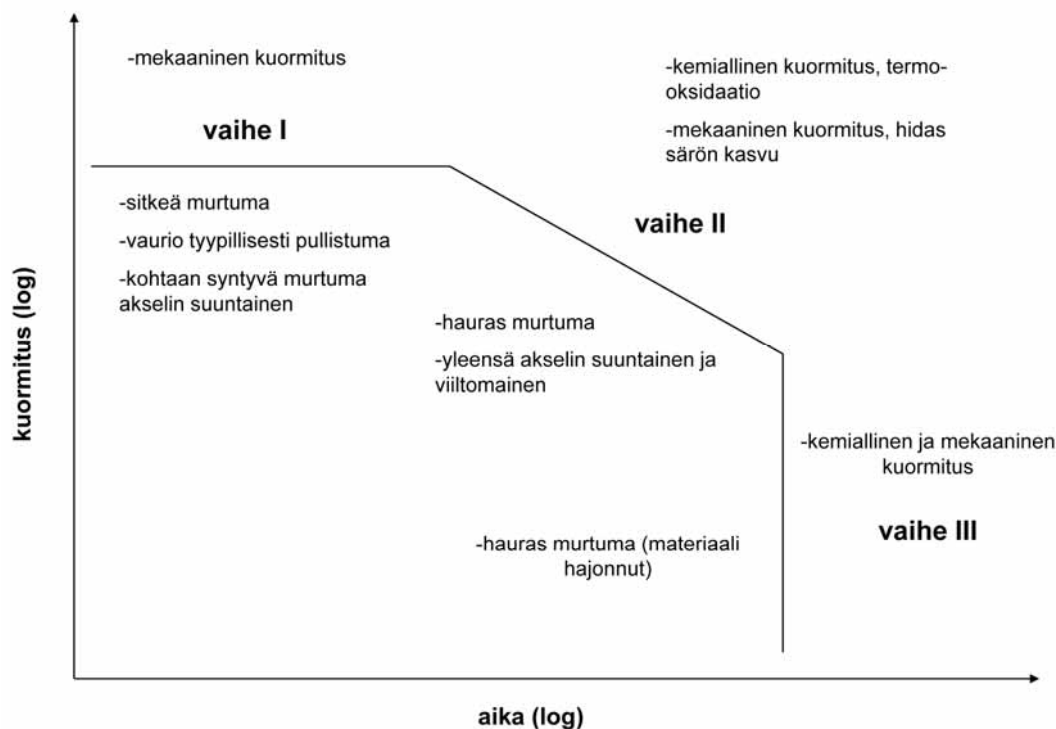 -mekaaninen kuormitus
vaihe I
-kemiallinen kuormitus, termo-
oksidaatio
-mekaaninen kuormitus, hidas
särön kasvu
vaihe II
-sitkeä murtuma
-vaurio tyypillisesti pullistuma
-kohtaan syntyvä murtuma
akselin suuntainen
-hauras murtuma
-yleensä akselin suuntainen ja
viiltomainen
-kemiallinen ja mekaaninen
kuormitus
vaihe III
-hauras murtuma (materiaali
hajonnut)
kuormitus (log)
aika (log)